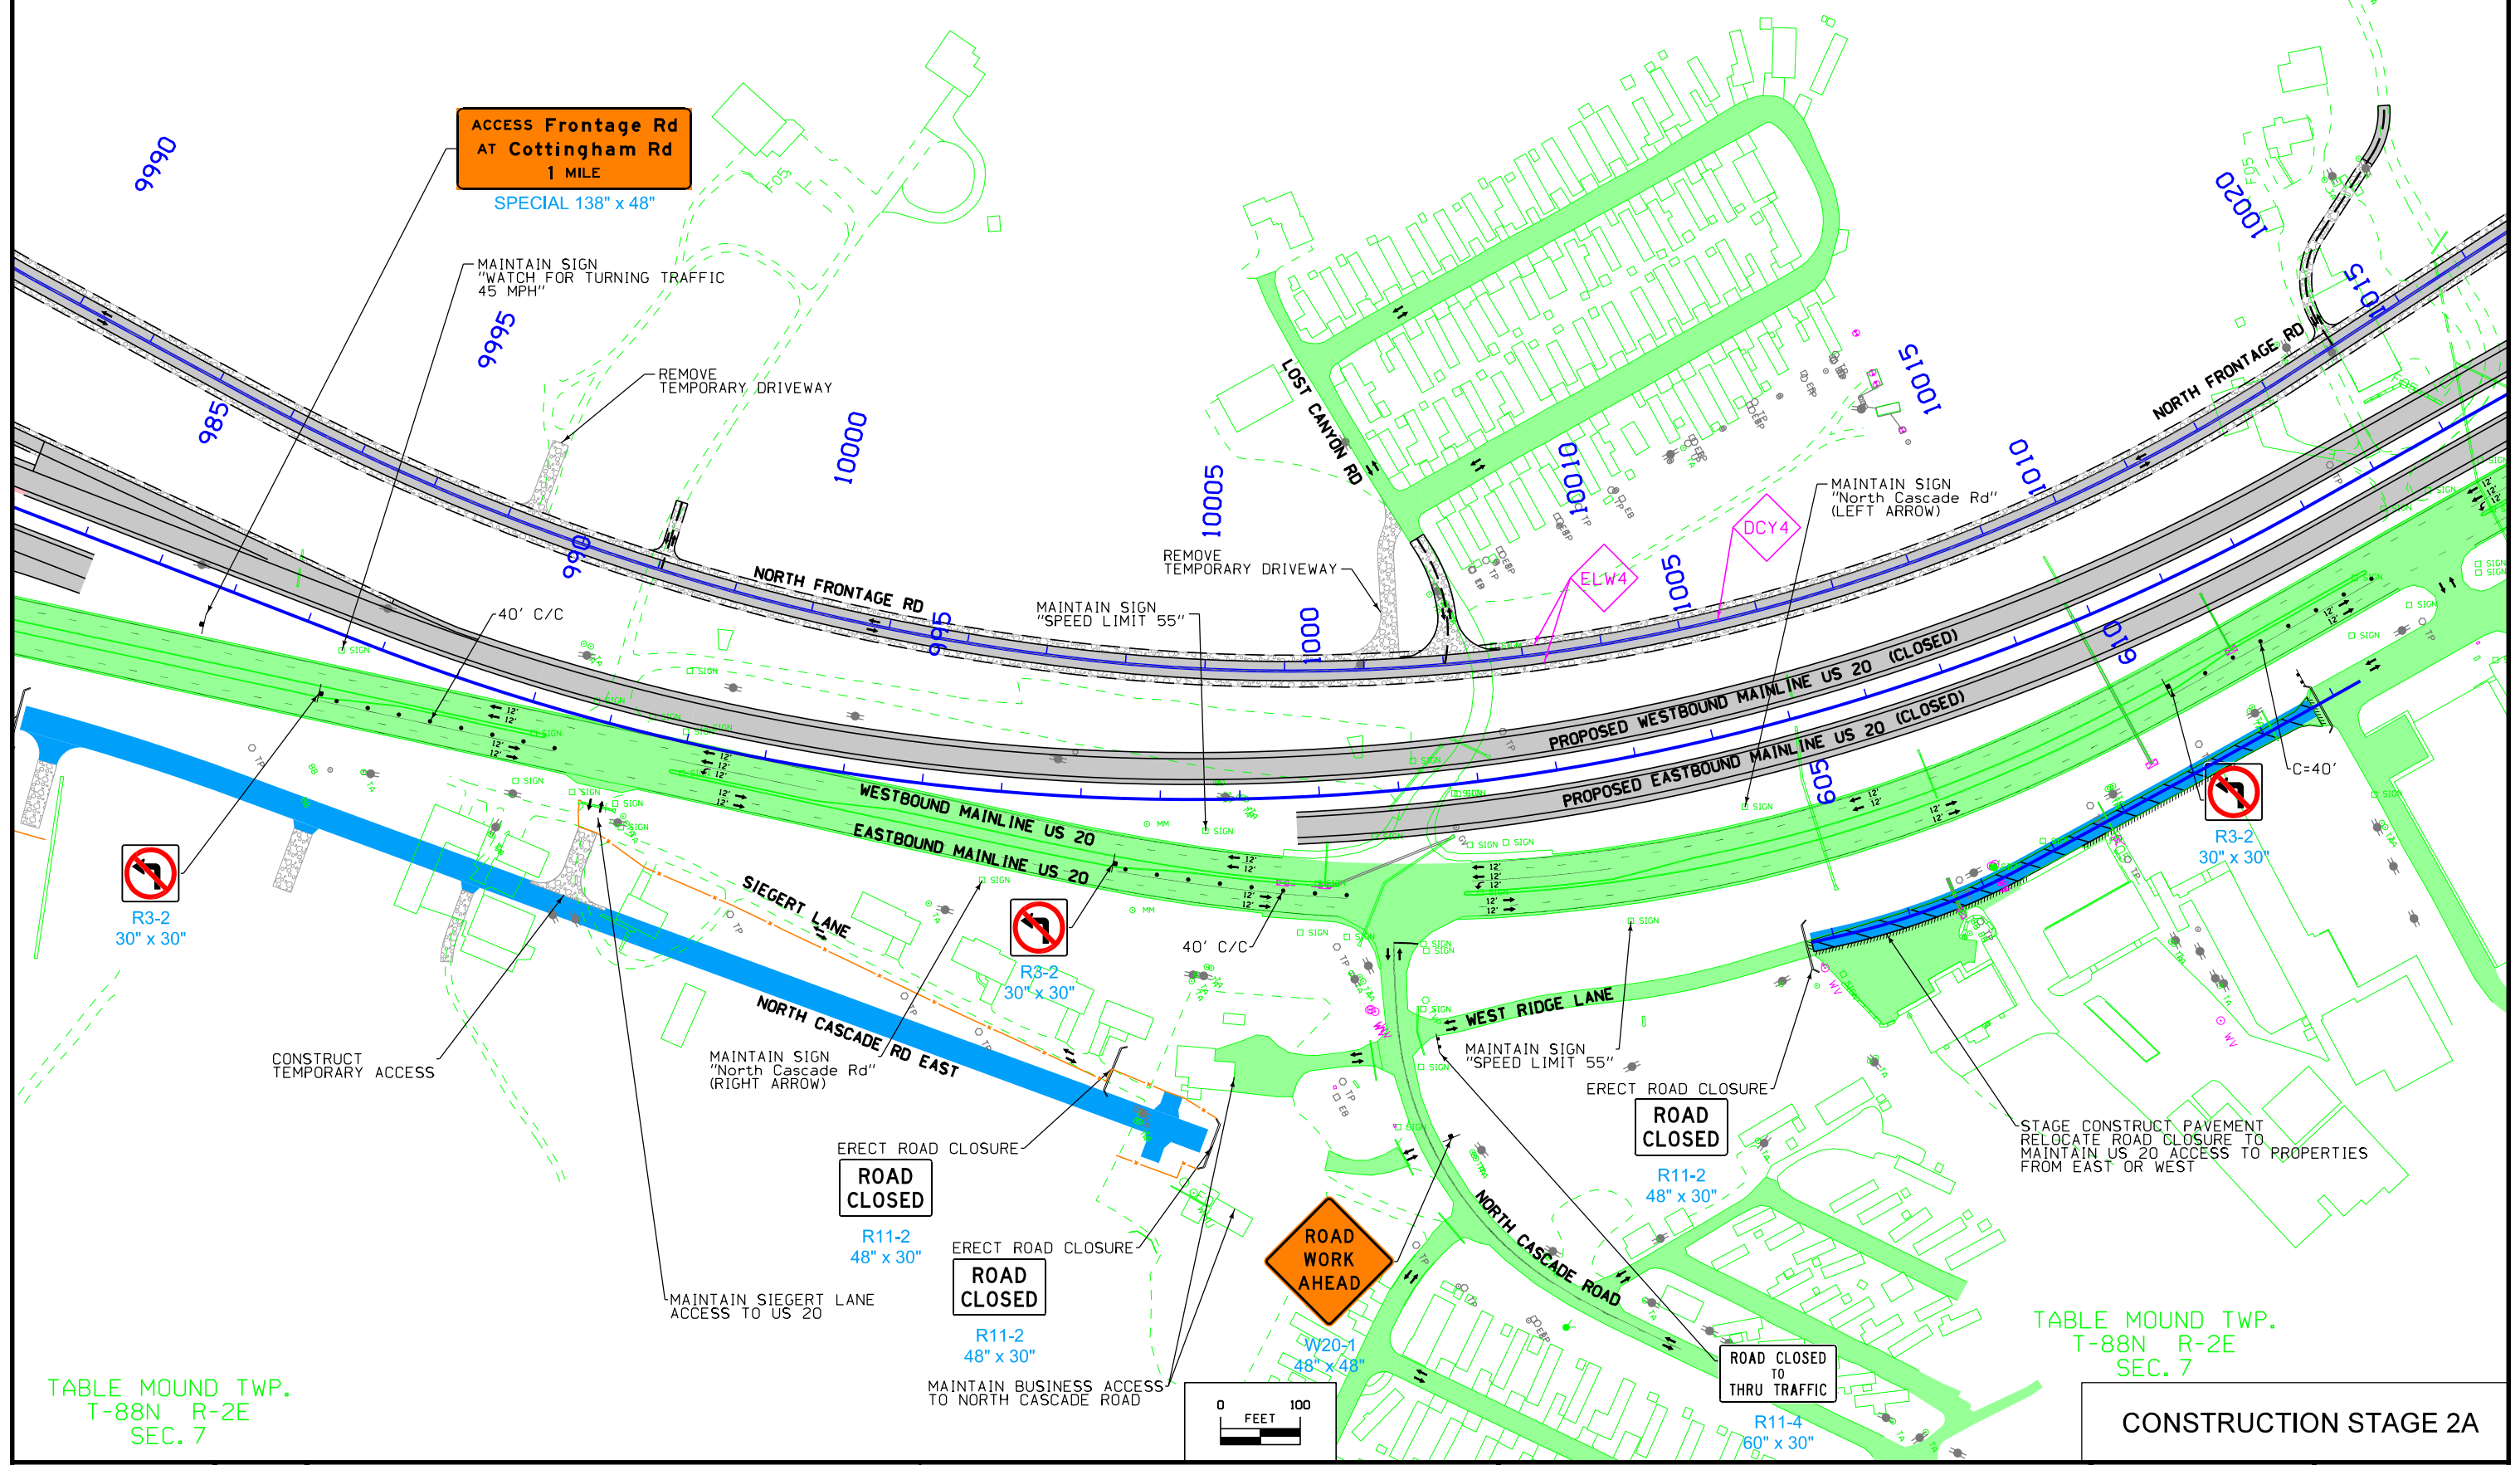 ACCESS Frontage Rd
AT Cottingham Rd
1 MILE
SPECIAL 138" x 48"
9990
MAINTAIN SIGN
"WATCH FOR TURNING TRAFFIC
45 MPH"
9995
985
REMOVE
TEMPORARY DRIVEWAY
10000
990
NORTH FRONTAGE RD
995
40' C/C
10005
MAINTAIN SIGN
"SPEED LIMIT 55"
REMOVE
TEMPORARY DRIVEWAY
1000
LOST CANYON RD
10010
ELW4
DCY4
1005
10015
1010
MAINTAIN SIGN
"North Cascade Rd"
(LEFT ARROW)
10020
1015
NORTH FRONTAGE RD
PROPOSED WESTBOUND MAINLINE US 20 (CLOSED)
PROPOSED EASTBOUND MAINLINE US 20 (CLOSED)
605
610
C=40'
R3-2
30" x 30"
WESTBOUND MAINLINE US 20
EASTBOUND MAINLINE US 20
R3-2
30" x 30"
SIEGERT LANE
R3-2
30" x 30"
40' C/C
NORTH CASCADE RD EAST
WEST RIDGE LANE
CONSTRUCT
TEMPORARY ACCESS
MAINTAIN SIGN
"North Cascade Rd"
(RIGHT ARROW)
MAINTAIN SIGN
"SPEED LIMIT 55"
ERECT ROAD CLOSURE
ROAD
CLOSED
R11-2
48" x 30"
STAGE CONSTRUCT PAVEMENT
RELOCATE ROAD CLOSURE TO
MAINTAIN US 20 ACCESS TO PROPERTIES
FROM EAST OR WEST
ERECT ROAD CLOSURE
ROAD
CLOSED
R11-2
48" x 30"
ERECT ROAD CLOSURE
ROAD
CLOSED
R11-2
48" x 30"
MAINTAIN SIEGERT LANE
ACCESS TO US 20
ROAD
WORK
AHEAD
W20-1
48" x 48"
NORTH CASCADE ROAD
MAINTAIN BUSINESS ACCESS
TO NORTH CASCADE ROAD
ROAD CLOSED
TO
THRU TRAFFIC
R11-4
60" x 30"
TABLE MOUND TWP.
T-88N R-2E
SEC. 7
TABLE MOUND TWP.
T-88N R-2E
SEC. 7
0 100
FEET
CONSTRUCTION STAGE 2A